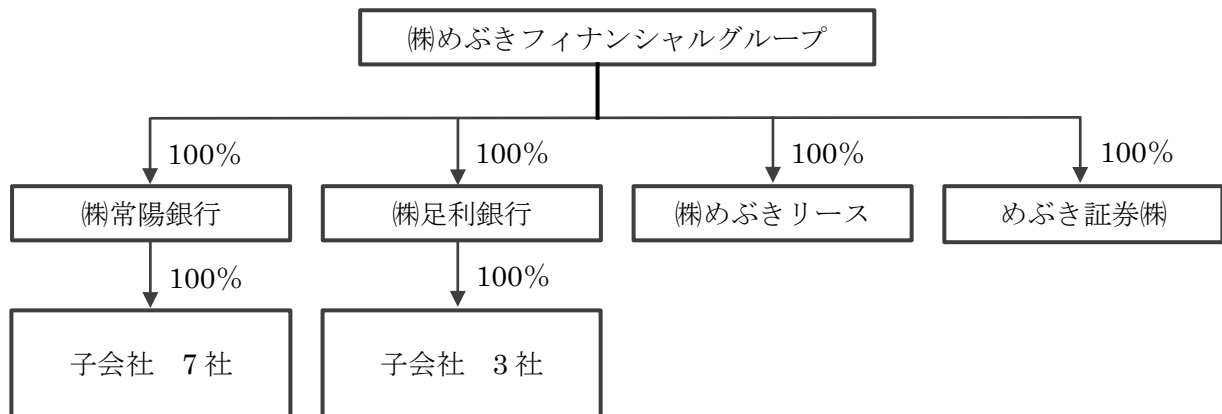 ㈱めぶきフィナンシャルグループ
100% 100% 100% 100%
㈱常陽銀行 ㈱足利銀行 ㈱めぶきリース めぶき証券㈱
100% 100%
子会社　7社 子会社　3社